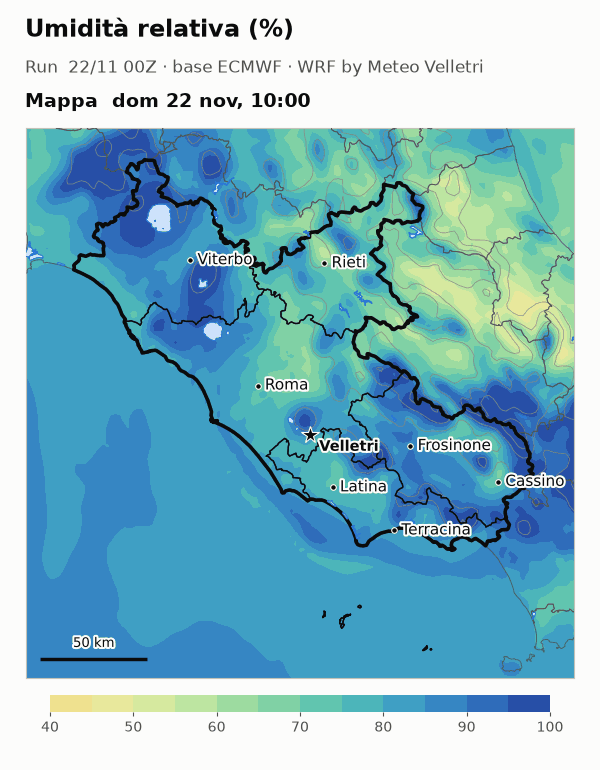 Umidità relativa (%)
Run  22/11 00Z · base ECMWF · WRF by Meteo Velletri
Mappa  dom 22 nov, 10:00
Viterbo
Rieti
Roma
Velletri
Frosinone
Cassino
Latina
Terracina
50 km
40 50 60 70 80 90 100